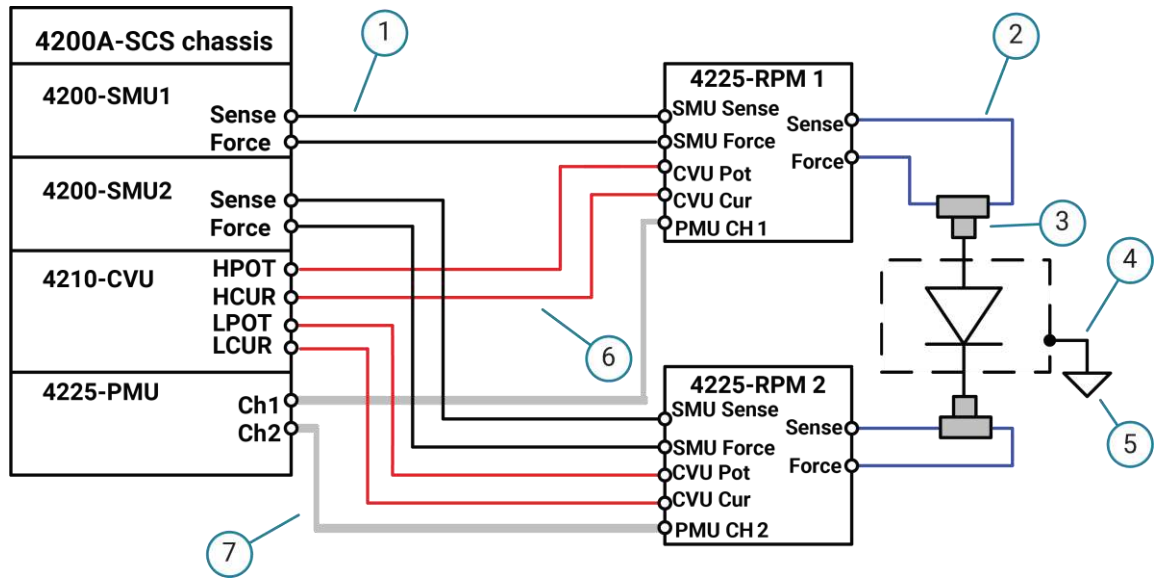 4200A-SCS chassis
4200-SMU1
Sense
Force
4200-SMU2
Sense
Force
4210-CVU
HPOT
HCUR
LPOT
LCUR
4225-PMU
Ch1
Ch2
1
2
4225-RPM 1
SMU Sense
SMU Force
CVU Pot
CVU Cur
PMU CH 1
Sense
Force
3
4
5
6
4225-RPM 2
SMU Sense
SMU Force
CVU Pot
CVU Cur
PMU CH 2
Sense
Force
7